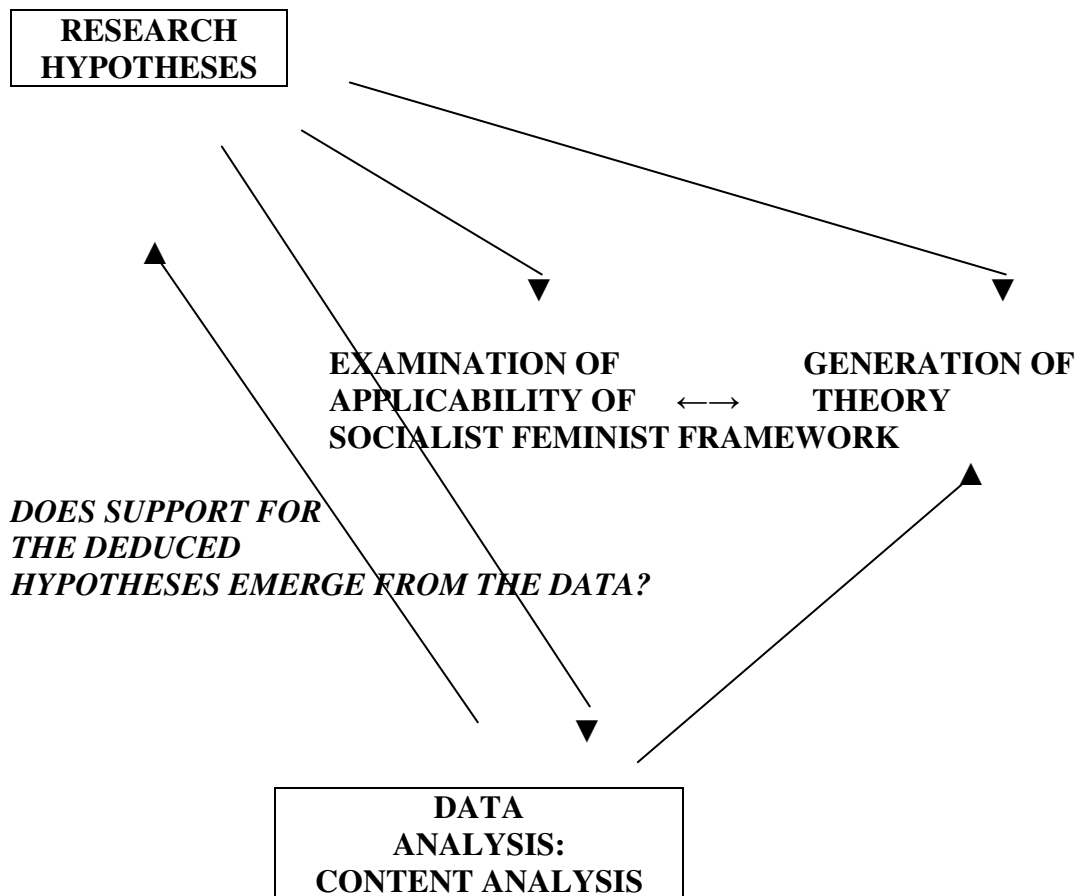 RESEARCH
HYPOTHESES
EXAMINATION OF GENERATION OF
APPLICABILITY OF ←→ THEORY
SOCIALIST FEMINIST FRAMEWORK
DOES SUPPORT FOR
THE DEDUCED
HYPOTHESES EMERGE FROM THE DATA?
DATA
ANALYSIS:
CONTENT ANALYSIS